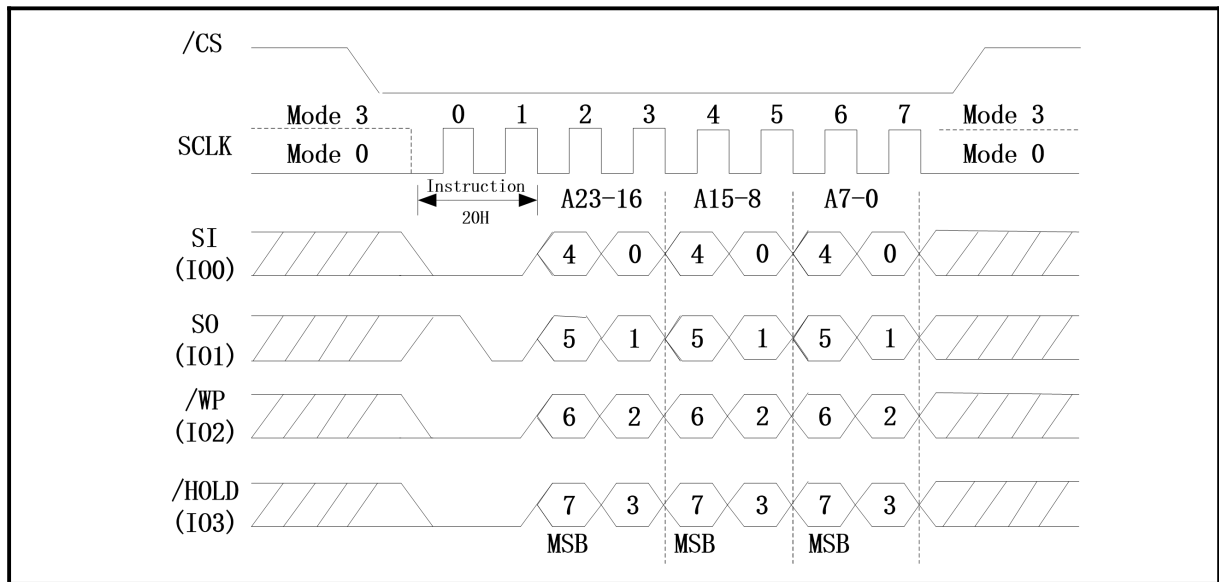 /CS
Mode 3 0 1 2 3 4 5 6 7 Mode 3
SCLK
Mode 0 Mode 0
Instruction
20H
A23-16 A15-8 A7-0
SI
(IO0)
4 0 4 0 4 0
SO
(IO1)
5 1 5 1 5 1
/WP
(IO2)
6 2 6 2 6 2
/HOLD
(IO3)
7 3 7 3 7 3
MSB MSB MSB